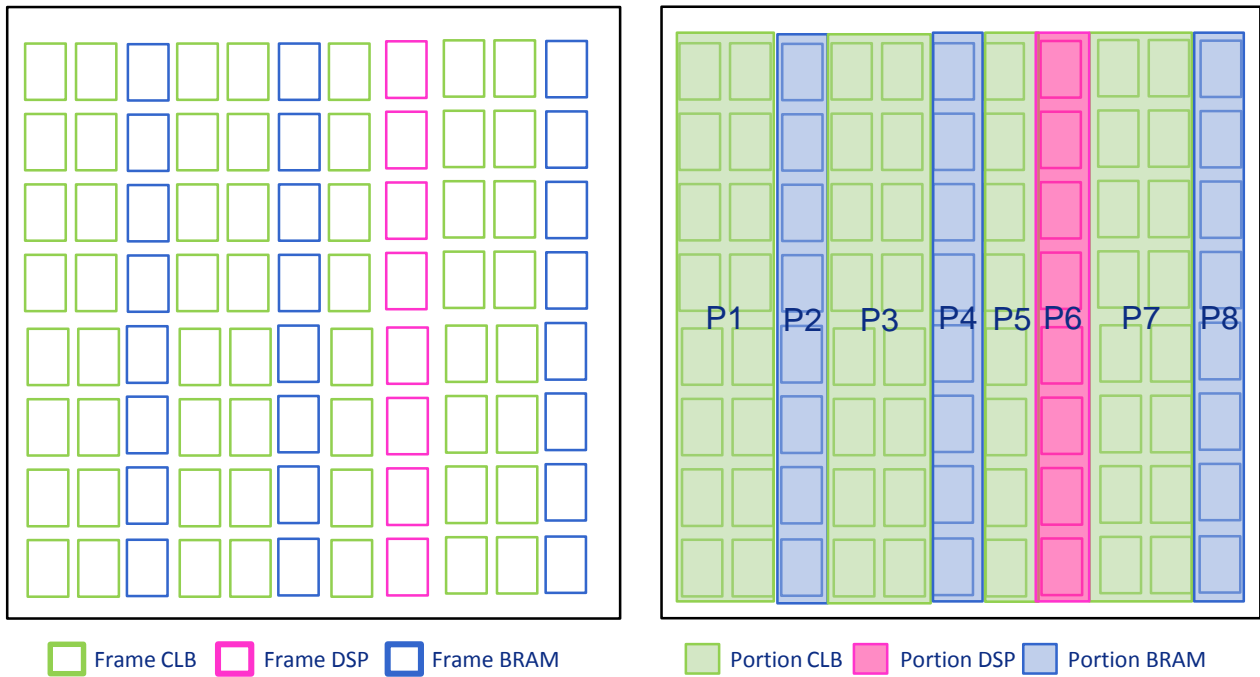 P1 P2 P3 P4 P5 P6 P7 P8
Frame CLB Frame DSP Frame BRAM
Portion CLB Portion DSP Portion BRAM